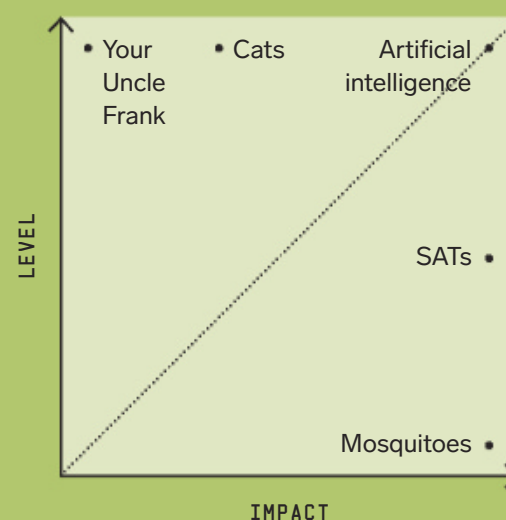 Your
Uncle
Frank
Cats
Artificial
intelligence
LEVEL
SATs
Mosquitoes
IMPACT